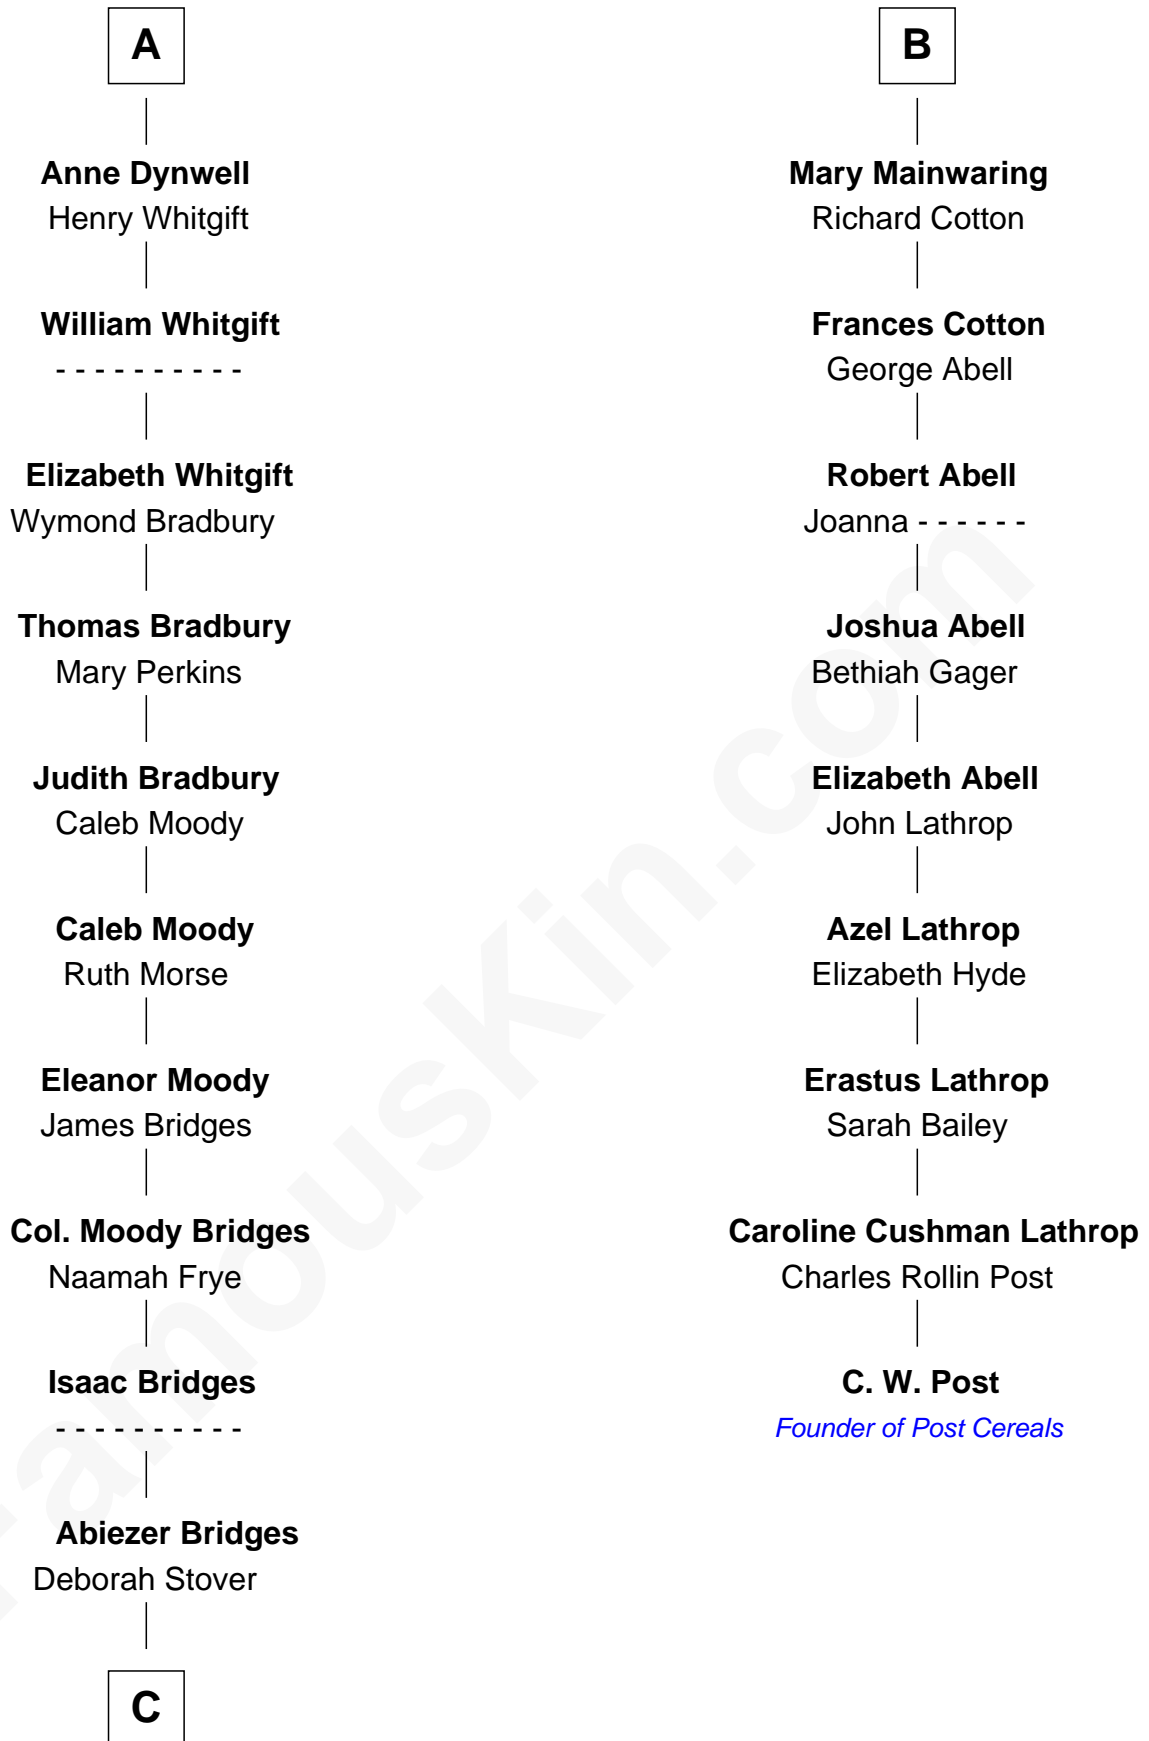 A
Anne Dynwell
Henry Whitgift
William Whitgift
- - - - - - - - - -
Elizabeth Whitgift
Wymond Bradbury
Thomas Bradbury
Mary Perkins
Judith Bradbury
Caleb Moody
Caleb Moody
Ruth Morse
Eleanor Moody
James Bridges
Col. Moody Bridges
Naamah Frye
Isaac Bridges
- - - - - - - - - -
Abiezer Bridges
Deborah Stover
C
B
Mary Mainwaring
Richard Cotton
Frances Cotton
George Abell
Robert Abell
Joanna - - - - - -
Joshua Abell
Bethiah Gager
Elizabeth Abell
John Lathrop
Azel Lathrop
Elizabeth Hyde
Erastus Lathrop
Sarah Bailey
Caroline Cushman Lathrop
Charles Rollin Post
C. W. Post
Founder of Post Cereals
FamousKin.com